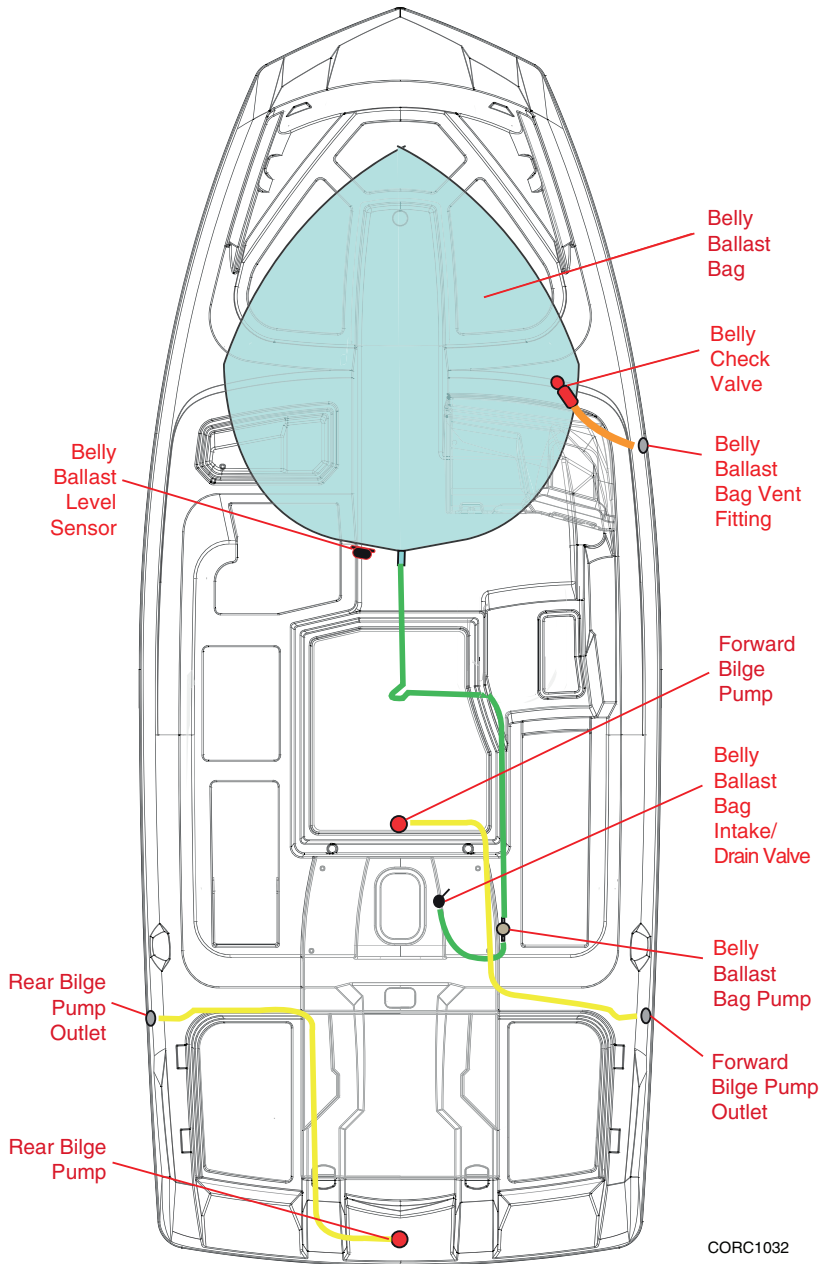 Belly
Ballast
Bag
Belly
Check
Valve
Belly
Ballast
Level
Sensor
Belly
Ballast
Bag Vent
Fitting
Forward
Bilge
Pump
Belly
Ballast
Bag
Intake/
Drain Valve
Belly
Ballast
Bag Pump
Rear Bilge
Pump
Outlet
Forward
Bilge Pump
Outlet
Rear Bilge
Pump
CORC1032